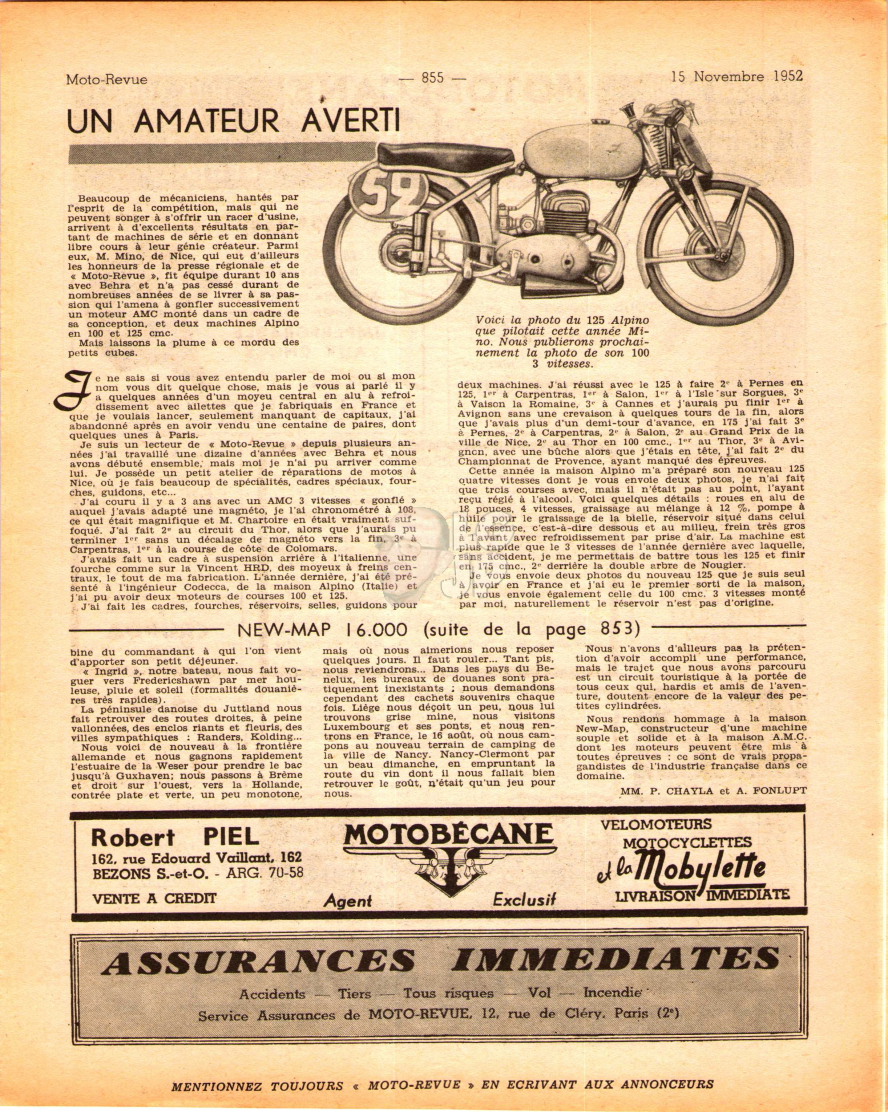 Moto-Revue
— 855 —
15 Novembre 1952
UN AMATEUR AVERTI
Beaucoup de mécaniciens, hantés par
l'esprit de la compétition, mais qui ne
peuvent songer à s'offrir un racer d'usine,
arrivent à d'excellents résultats en par-
tant de machines de série et en donnant
libre cours à leur génie créateur. Parmi
eux, M. Mino, de Nice, qui eut d'ailleurs
les honneurs de la presse régionale et de
« Moto-Revue », fit équipe durant 10 ans
avec Behra et n'a pas cessé durant de
nombreuses années de se livrer à sa pas-
sion qui l'amena à gonfler successivement
un moteur AMC monté dans un cadre de
sa conception, et deux machines Alpino
en 100 et 125 cmc.
Mais laissons la plume à ce mordu des
petits cubes.
59
Voici la photo du 125 Alpino
que pilotait cette année Mi-
no. Nous publierons prochai-
nement la photo de son 100
3 vitesses.
Je ne sais si vous avez entendu parler de moi ou si mon
nom vous dit quelque chose, mais je vous ai parlé il y
a quelques années d'un moyeu central en alu à refroi-
dissement avec ailettes que je fabriquais en France et
que je voulais lancer, seulement manquant de capitaux, j'ai
abandonné après en avoir vendu une centaine de paires, dont
quelques unes à Paris.
Je suis un lecteur de « Moto-Revue » depuis plusieurs an-
nées j'ai travaillé une dizaine d'années avec Behra et nous
avons débuté ensemble, mais moi je n'ai pu arriver comme
lui. Je possède un petit atelier de réparations de motos à
Nice, où je fais beaucoup de spécialités, cadres spéciaux, four-
ches, guidons, etc...
J'ai couru il y a 3 ans avec un AMC 3 vitesses « gonflé »
auquel j'avais adapté une magnéto, je l'ai chronométré à 108,
ce qui était magnifique et M. Chartoire en était vraiment suf-
foqué. J'ai fait 2e au circuit du Thor, alors que j'aurais pu
terminer 1er sans un décalage de magnéto vers la fin, 3e à
Carpentras, 1er à la course de côte de Colomars.
J'avais fait un cadre à suspension arrière à l'italienne, une
fourche comme sur la Vincent HRD, des moyeux à freins cen-
traux, le tout de ma fabrication. L'année dernière, j'ai été pré-
senté à l'ingénieur Codecca, de la maison Alpino (Italie) et
j'ai pu avoir deux moteurs de courses 100 et 125.
J'ai fait les cadres, fourches, réservoirs, selles, guidons pour
deux machines. J'ai réussi avec le 125 à faire 2e à Pernes en
125, 1er à Carpentras, 1er à Salon, 1er à l'Isle sur Sorgues, 3e
à Vaison la Romaine, 3e à Cannes et j'aurais pu finir 1er à
Avignon sans une crevaison à quelques tours de la fin, alors
que j'avais plus d'un demi-tour d'avance, en 175 j'ai fait 3e
à Pernes, 2e à Carpentras, 2e à Salon, 2e au Grand Prix de la
ville de Nice, 2e au Thor en 100 cmc., 1er au Thor, 3e à Avi-
gncn, avec une bûche alors que j'étais en tête, j'ai fait 2e du
Championnat de Provence, ayant manqué des épreuves.
Cette année la maison Alpino m'a préparé son nouveau 125
quatre vitesses dont je vous envoie deux photos, je n'ai fait
que trois courses avec, mais il n'était pas au point, l'ayant
reçu réglé à l'alcool. Voici quelques détails : roues en alu de
18 pouces, 4 vitesses, graissage au mélange à 12 %, pompe à
huile pour le graissage de la bielle, réservoir situé dans celui
de l'essence, c'est-à-dire dessous et au milieu, frein très gros
à l'avant avec refroidissement par prise d'air. La machine est
plus rapide que le 3 vitesses de l'année dernière avec laquelle,
sans accident, je me permettais de battre tous les 125 et finir
en 175 cmc., 2e derrière la double arbre de Nougier.
Je vous envoie deux photos du nouveau 125 que je suis seul
à avoir en France et j'ai eu le premier sorti de la maison,
je vous envoie également celle du 100 cmc. 3 vitesses monté
par moi, naturellement le réservoir n'est pas d'origine.
NEW-MAP 16.000 (suite de la page 853)
bine du commandant à qui l'on vient
d'apporter son petit déjeuner.
« Ingrid », notre bateau, nous fait vo-
guer vers Fredericshawn par mer hou-
leuse, pluie et soleil (formalités douaniè-
res très rapides).
La péninsule danoise du Juttland nous
fait retrouver des routes droites, à peine
vallonnées, des enclos riants et fleuris, des
villes sympathiques : Randers, Kolding...
Nous voici de nouveau à la frontière
allemande et nous gagnons rapidement
l'estuaire de la Weser pour prendre le bac
jusqu'à Guxhaven; nous passons à Brême
et droit sur l'ouest, vers la Hollande,
contrée plate et verte, un peu monotone,
mais où nous aimerions nous reposer
quelques jours. Il faut rouler... Tant pis,
nous reviendrons... Dans les pays du Be-
nelux, les bureaux de douane sont pra-
tiquement inexistants ; nous demandons
cependant des cachets souvenirs chaque
fois. Liége nous déçoit un peu, nous lui
trouvons grise mine, nous visitons
Luxembourg et ses ponts, et nous ren-
trons en France, le 16 août, où nous cam-
pons au nouveau terrain de camping de
la ville de Nancy. Nancy-Clermont par
un beau dimanche, en empruntant la
route du vin dont il nous fallait bien
retrouver le goût, n'était qu'un jeu pour
nous.
Nous n'avons d'ailleurs pas la préten-
tion d'avoir accompli une performance,
mais le trajet que nous avons parcouru
est un circuit touristique à la portée de
tous ceux qui, hardis et amis de l'aven-
ture, doutent encore de la valeur des pe-
tites cylindrées.
Nous rendons hommage à la maison
New-Map, constructeur d'une machine
souple et solide et à la maison A.M.C.
dont les moteurs peuvent être mis à
toutes épreuves : ce sont de vrais propa-
gandistes de l'industrie française dans ce
domaine.
MM. P. CHAYLA et A. FONLUPT
Robert PIEL
162, rue Edouard Vaillant, 162
BEZONS S.-et-O. - ARG. 70-58
VENTE A CREDIT
MOTOBÉCANE
Agent Exclusif
VELOMOTEURS
MOTOCYCLETTES
et la Mobylette
LIVRAISON IMMEDIATE
ASSURANCES IMMEDIATES
Accidents — Tiers — Tous risques — Vol — Incendie
Service Assurances de MOTO-REVUE, 12, rue de Cléry, Paris (2e)
MENTIONNEZ TOUJOURS « MOTO-REVUE » EN ECRIVANT AUX ANNONCEURS